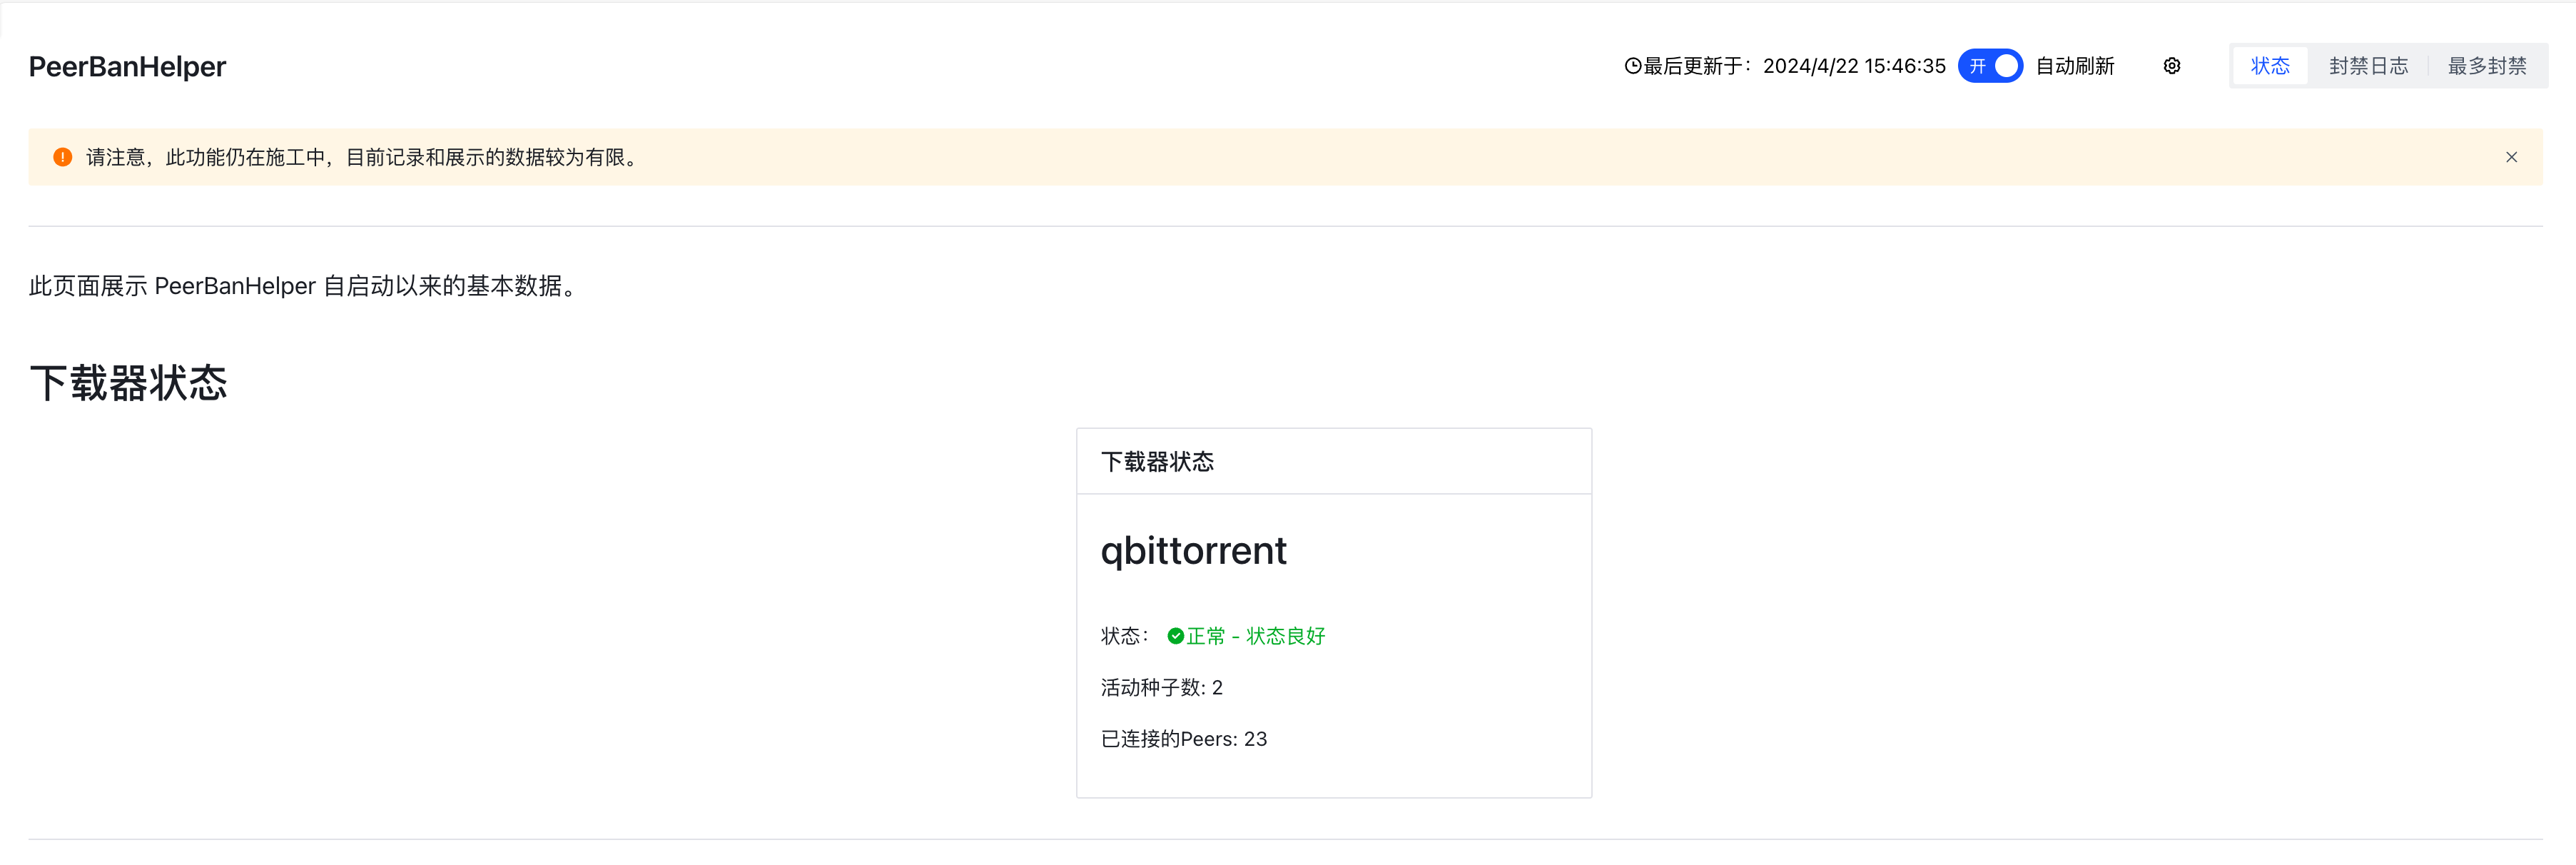 PeerBanHelper
最后更新于：2024/4/22 15:46:35 开 自动刷新 状态 封禁日志 最多封禁
请注意，此功能仍在施工中，目前记录和展示的数据较为有限。
此页面展示 PeerBanHelper 自启动以来的基本数据。
下载器状态
下载器状态
qbittorrent
状态： 正常 - 状态良好
活动种子数: 2
已连接的Peers: 23